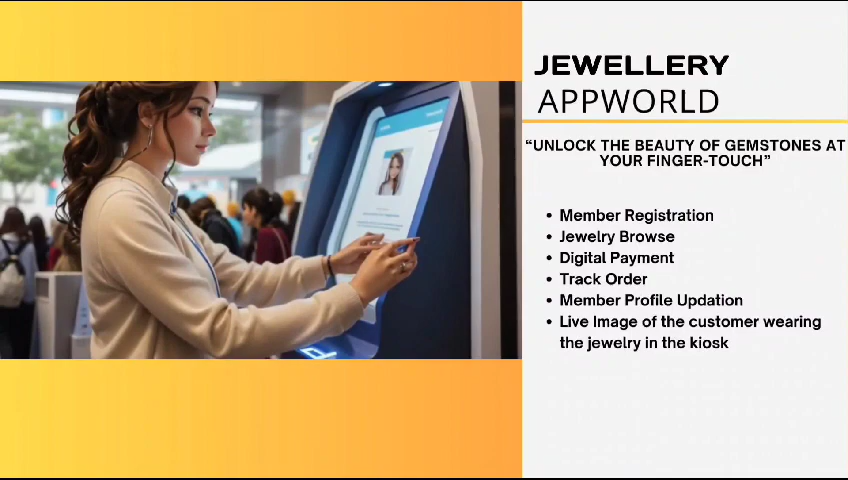 JEWELLERY
APPWORLD
“UNLOCK THE BEAUTY OF GEMSTONES AT
YOUR FINGER-TOUCH”
• Member Registration
• Jewelry Browse
• Digital Payment
• Track Order
• Member Profile Updation
• Live Image of the customer wearing
the jewelry in the kiosk